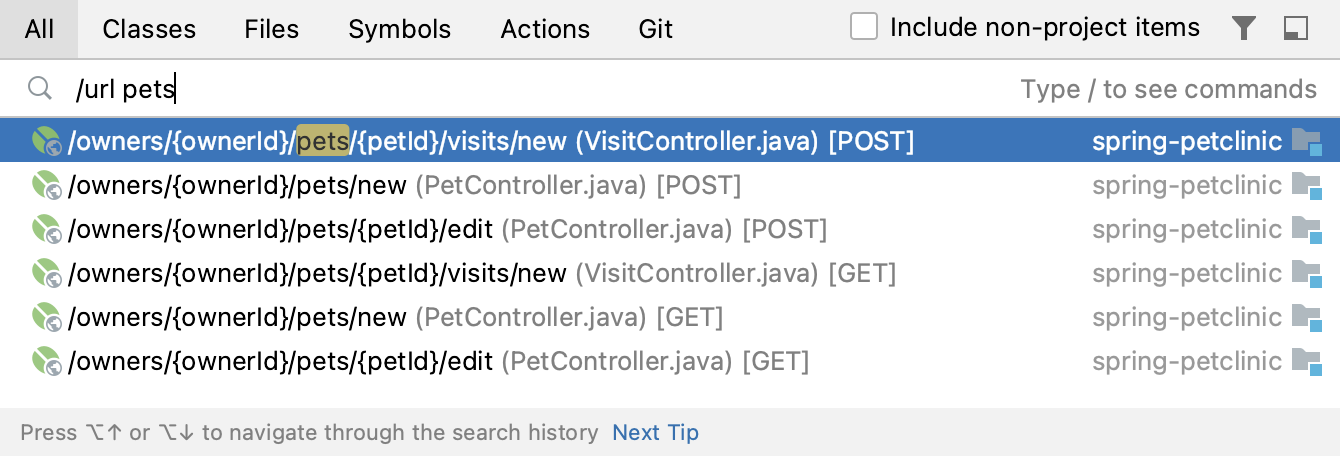 All Classes Files Symbols Actions Git Include non-project items
/url pets Type / to see commands
/owners/{ownerId}/pets/{petId}/visits/new (VisitController.java) [POST] spring-petclinic
/owners/{ownerId}/pets/new (PetController.java) [POST] spring-petclinic
/owners/{ownerId}/pets/{petId}/edit (PetController.java) [POST] spring-petclinic
/owners/{ownerId}/pets/{petId}/visits/new (VisitController.java) [GET] spring-petclinic
/owners/{ownerId}/pets/new (PetController.java) [GET] spring-petclinic
/owners/{ownerId}/pets/{petId}/edit (PetController.java) [GET] spring-petclinic
Press ⌥↑ or ⌥↓ to navigate through the search history Next Tip